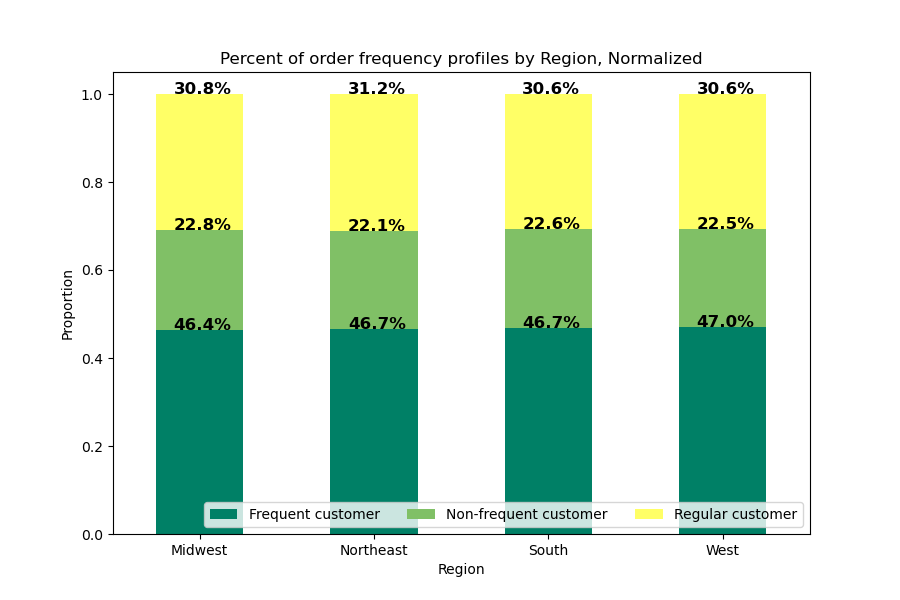 Percent of order frequency profiles by Region, Normalized
1.0
30.8%
31.2%
30.6%
30.6%
0.8
22.8%
22.1%
22.6%
22.5%
0.6
Proportion
46.4%
46.7%
46.7%
47.0%
0.4
0.2
Frequent customer
Non-frequent customer
Regular customer
0.0
Midwest
Northeast
South
West
Region